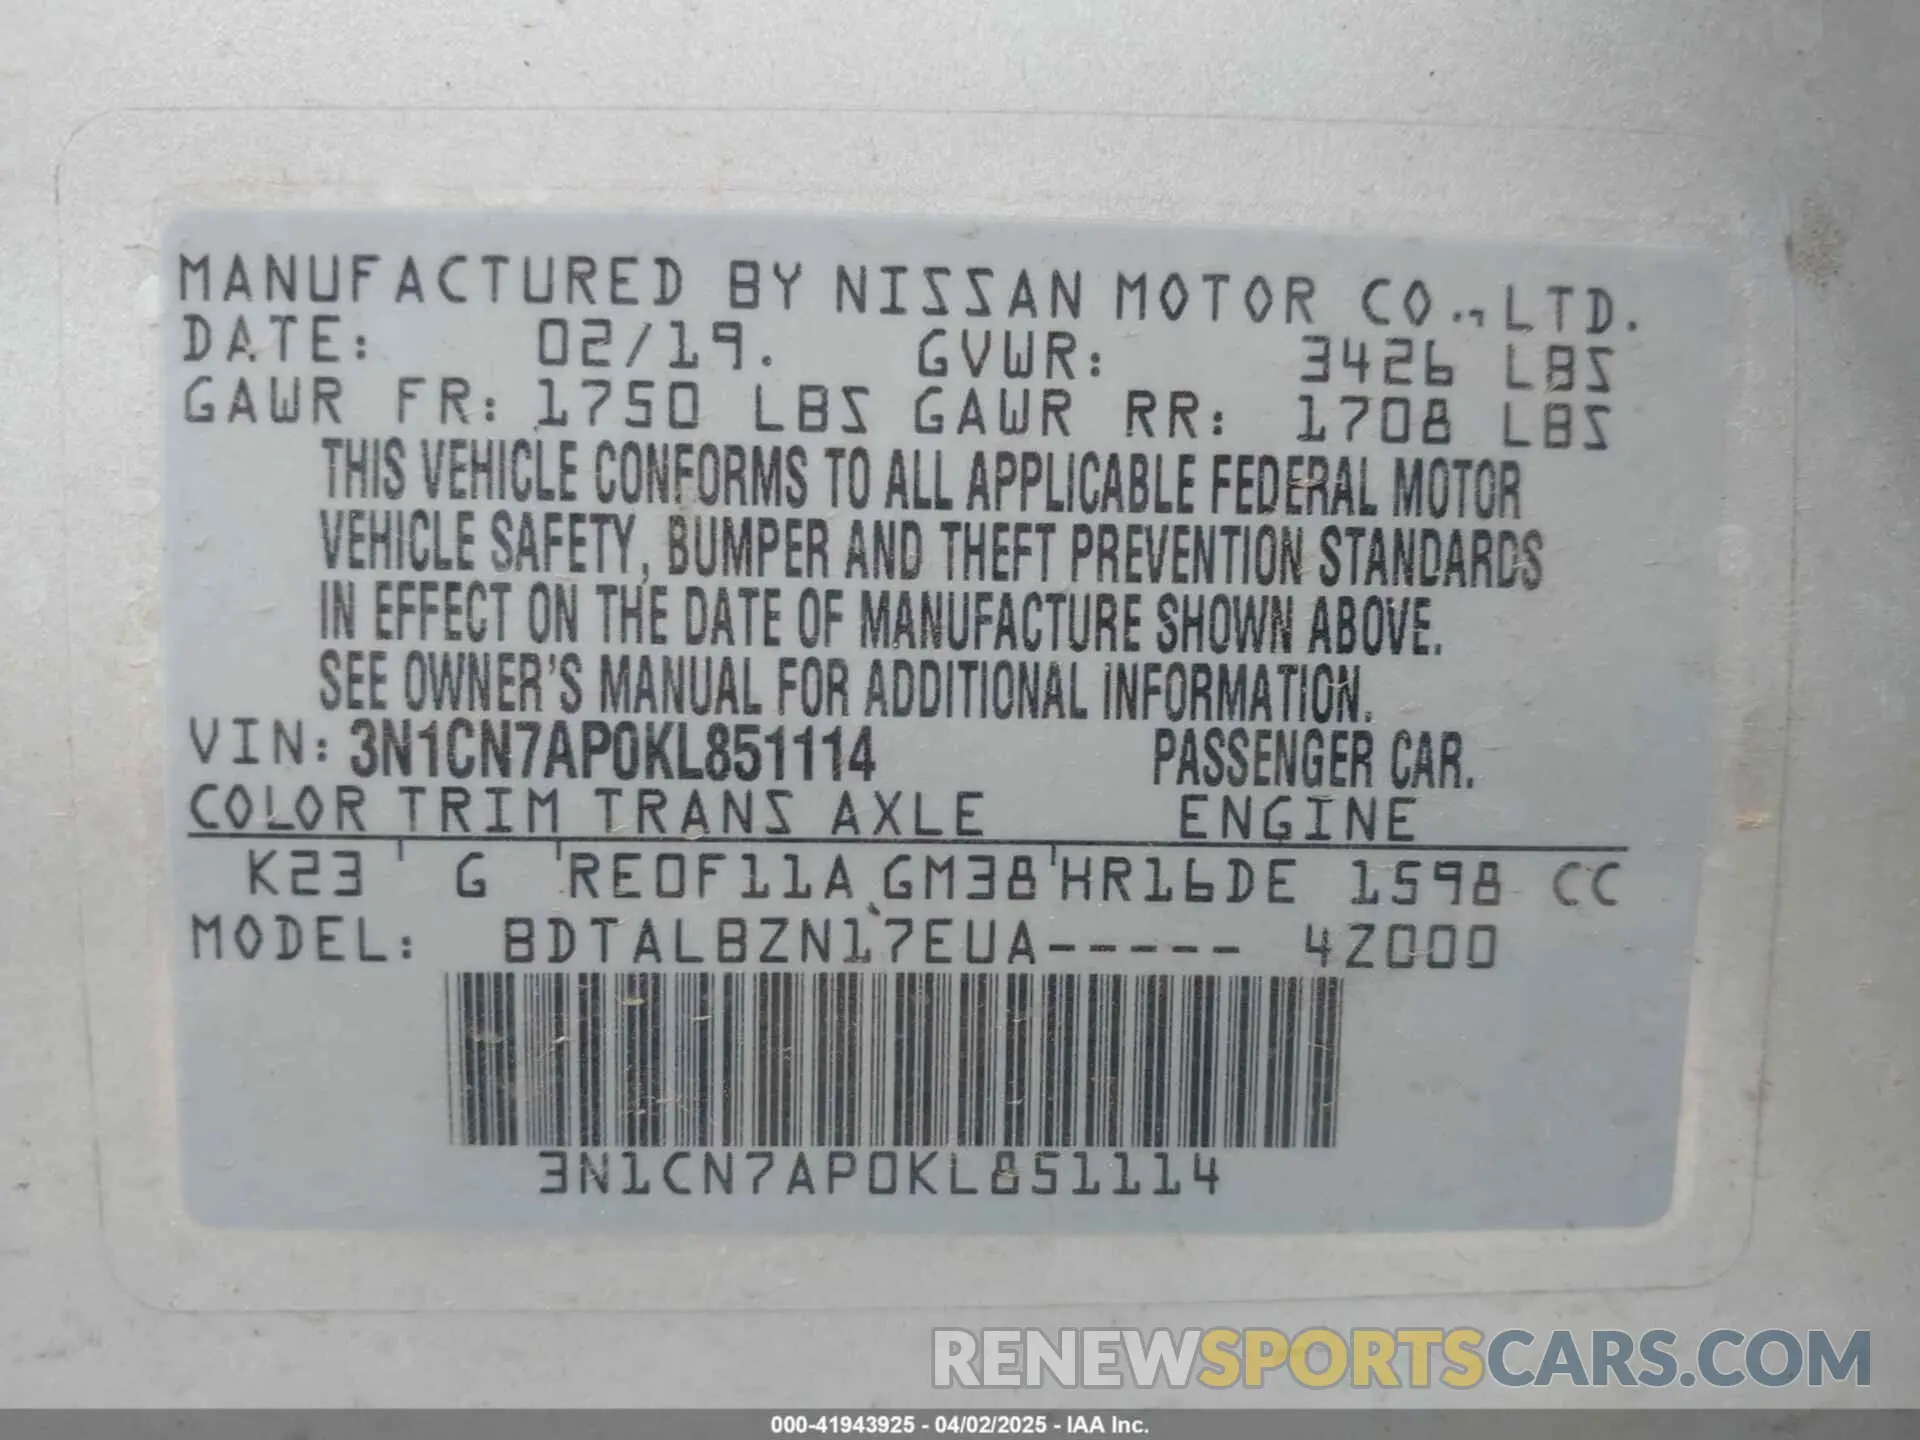 MANUFACTURED BY NISSAN MOTOR CO., LTD.
DATE: 02/19. GVWR: 3426 LBS
GAWR FR: 1750 LBS GAWR RR: 1708 LBS
THIS VEHICLE CONFORMS TO ALL APPLICABLE FEDERAL MOTOR
VEHICLE SAFETY, BUMPER AND THEFT PREVENTION STANDARDS
IN EFFECT ON THE DATE OF MANUFACTURE SHOWN ABOVE.
SEE OWNER'S MANUAL FOR ADDITIONAL INFORMATION.
VIN: 3N1CN7AP0KL851114 PASSENGER CAR.
COLOR TRIM TRANS AXLE ENGINE
K23 G RE0F11A GM38 HR16DE 1598 CC
MODEL: BDTALBZN17EUA----- 4Z000
3N1CN7AP0KL851114
RENEWSPORTSCARS.COM
000-41943925 - 04/02/2025 - IAA Inc.